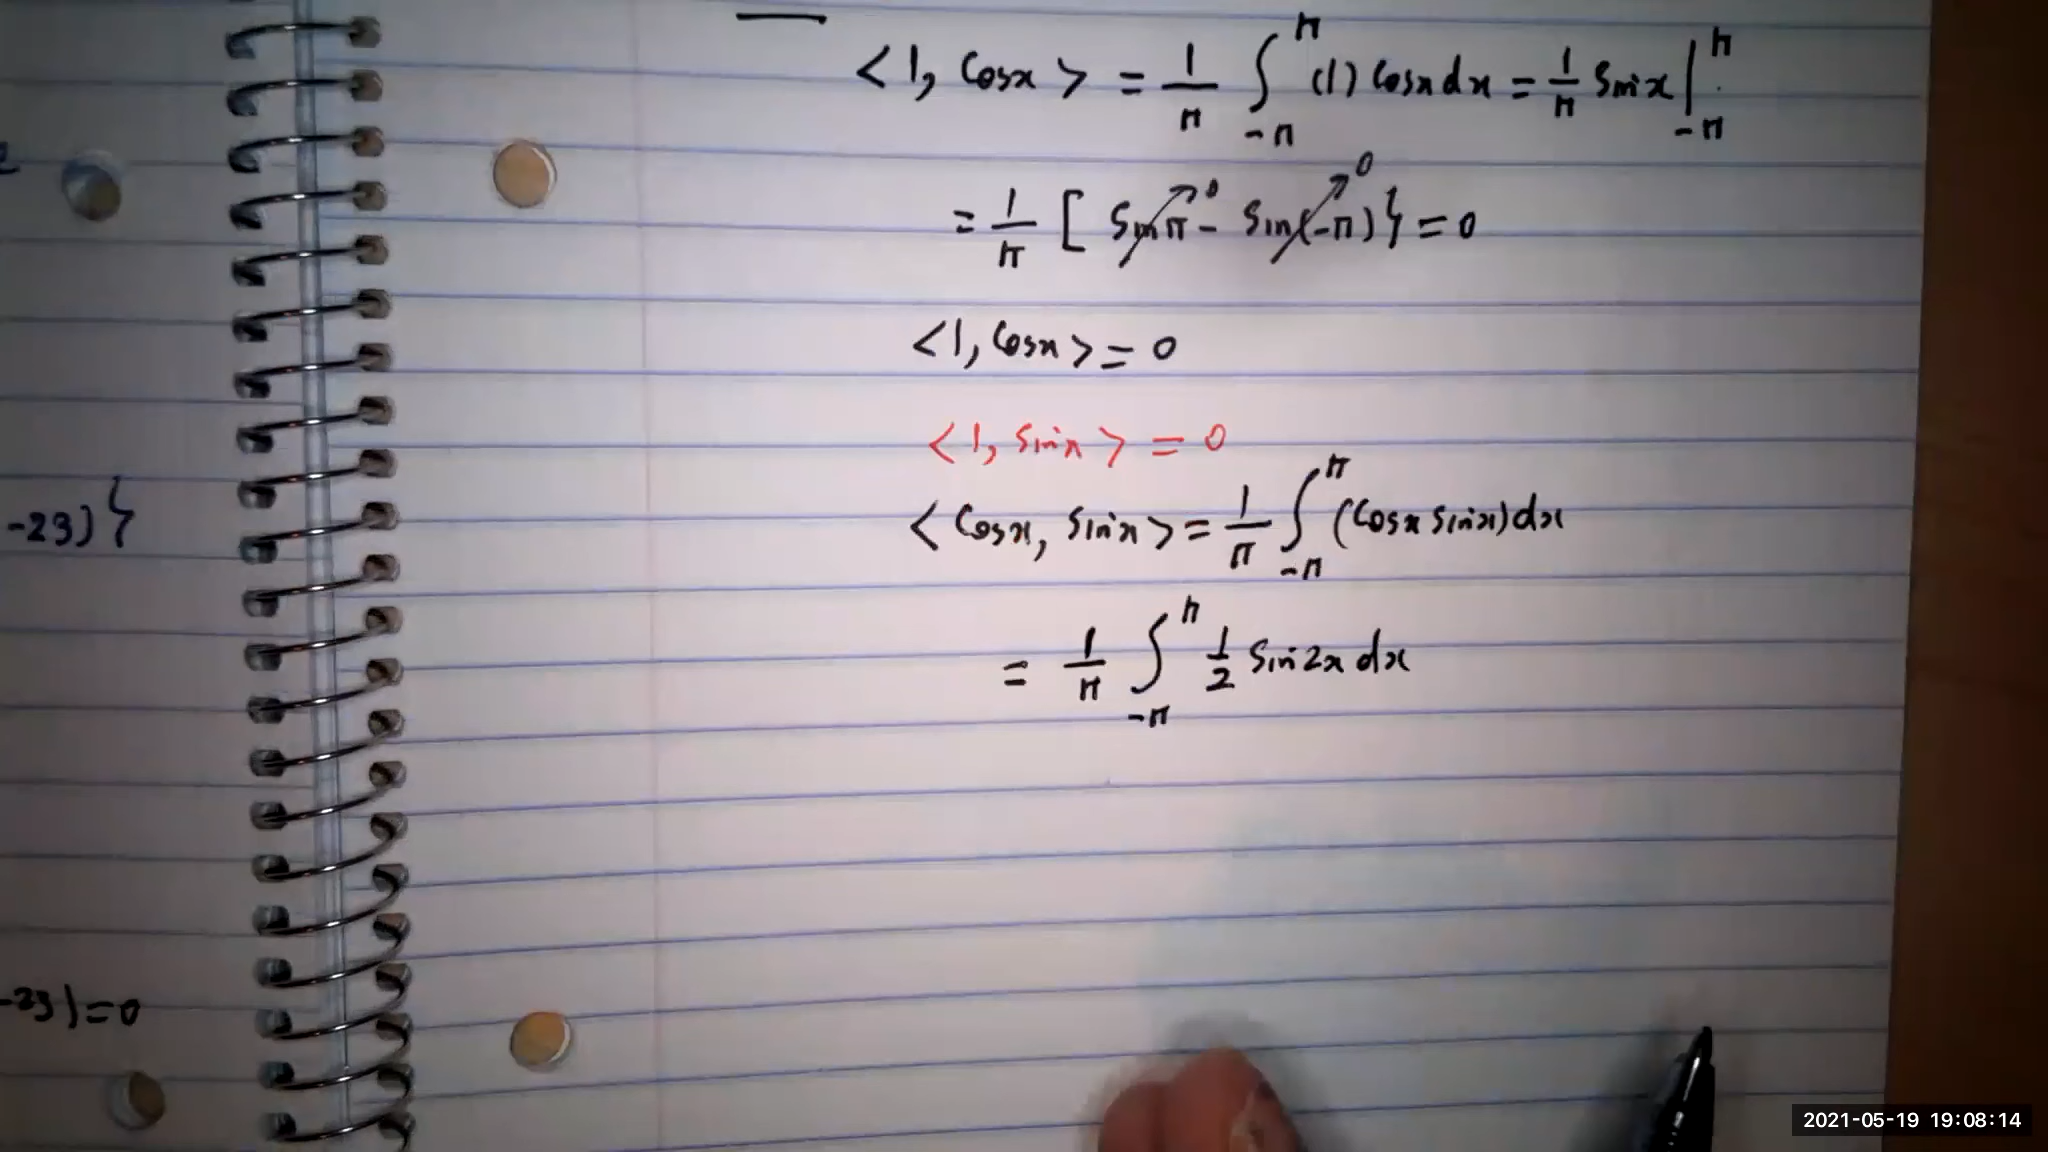 <1, Cosx> = 1/π ∫_{-π}^{π} (1) Cosx dx = 1/π Sinx |_{-π}^{π}
= 1/π [ Sinπ↗0 - Sin(-π)↗0 } = 0
<1, Cosx> = 0
<1, Sinx> = 0
<Cosx, Sinx> = 1/π ∫_{-π}^{π} (Cosx Sinx) dx
= 1/π ∫_{-π}^{π} 1/2 Sin2x dx
-23) }
-23) = 0
2021-05-19 19:08:14